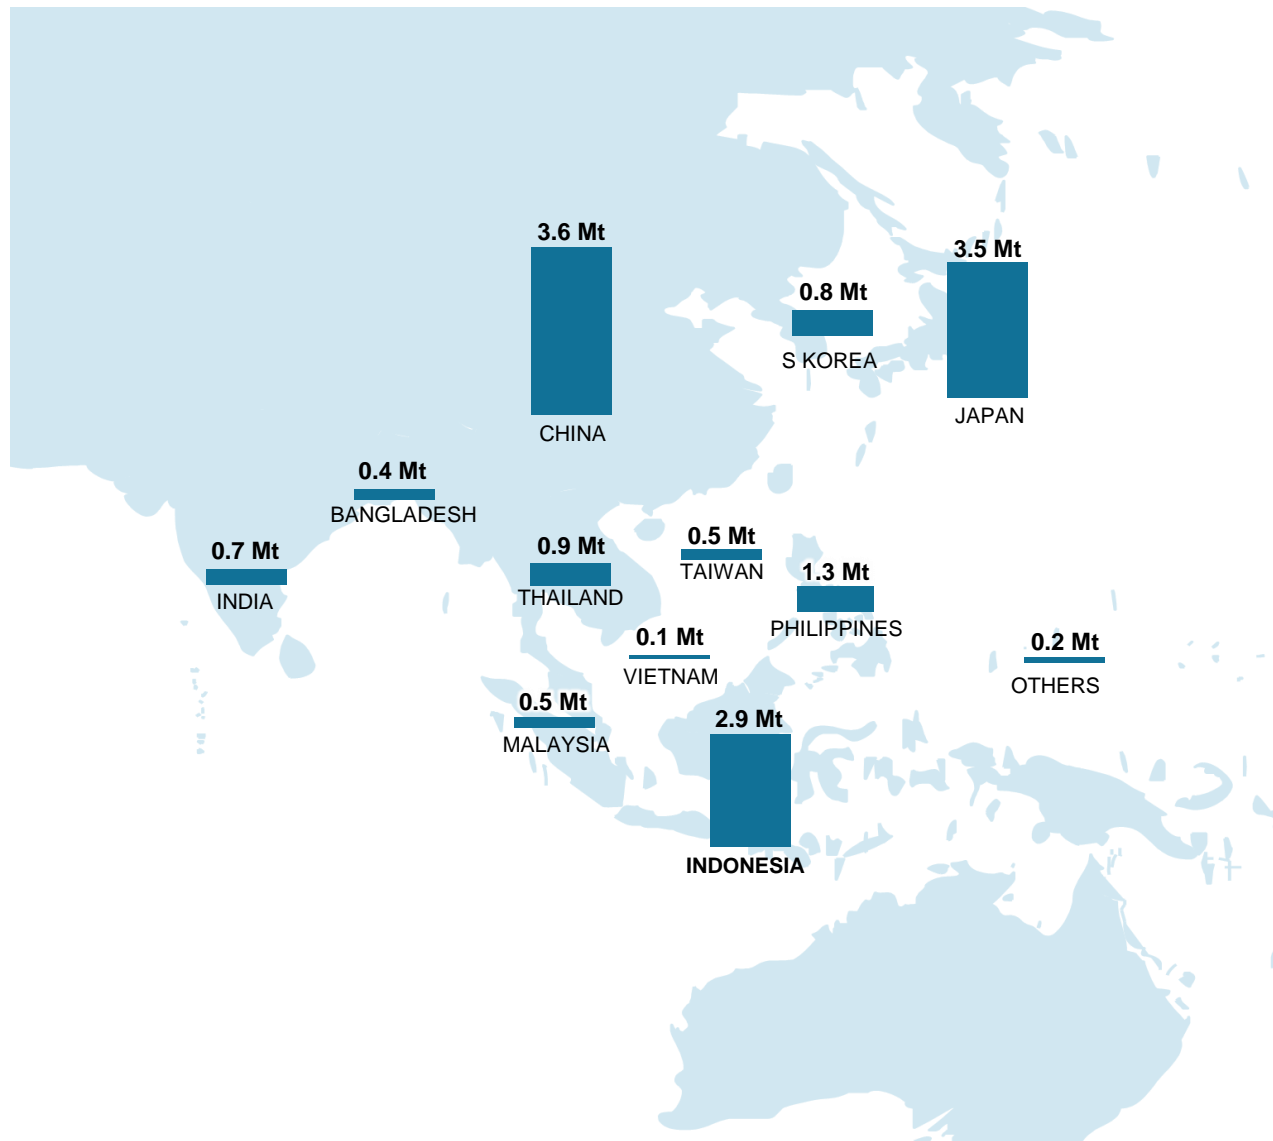 3.6 Mt
CHINA
3.5 Mt
JAPAN
0.8 Mt
S KOREA
0.4 Mt
BANGLADESH
0.7 Mt
INDIA
0.9 Mt
THAILAND
0.5 Mt
TAIWAN
1.3 Mt
PHILIPPINES
0.1 Mt
VIETNAM
0.2 Mt
OTHERS
0.5 Mt
MALAYSIA
2.9 Mt
INDONESIA